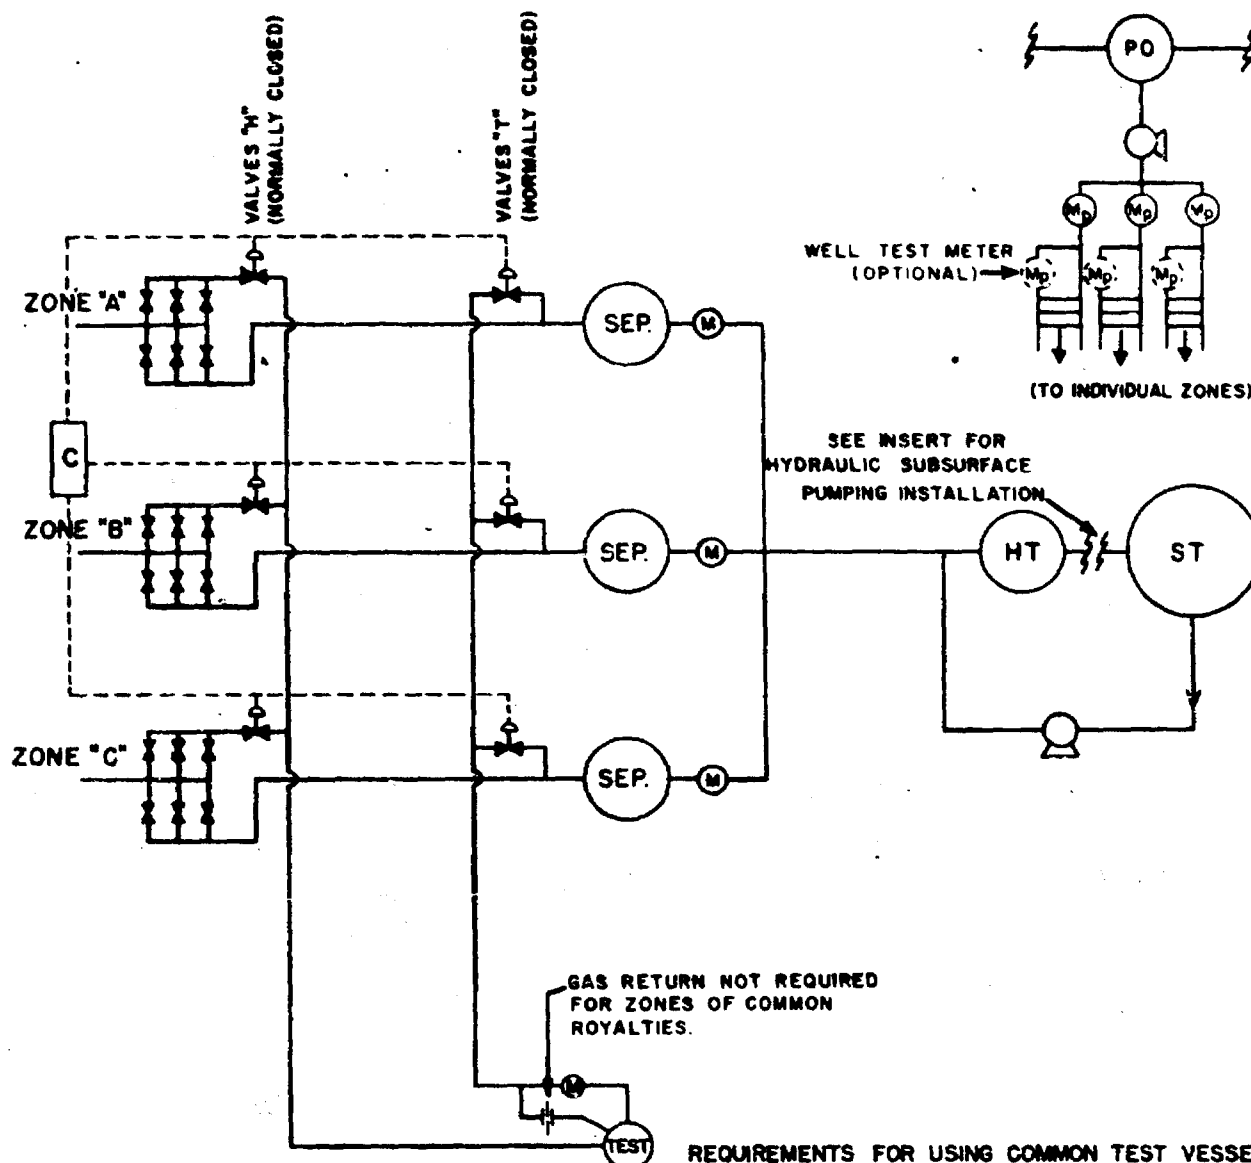 VALVES "H"
(NORMALLY CLOSED)
VALVES "T"
(NORMALLY CLOSED)
PO
Mp
Mp
Mp
WELL TEST METER
(OPTIONAL)
Mp
Mp
Mp
(TO INDIVIDUAL ZONES)
ZONE "A"
SEP.
M
C
SEE INSERT FOR
HYDRAULIC SUBSURFACE
PUMPING INSTALLATION
ZONE "B"
SEP.
M
HT
ST
ZONE "C"
SEP.
M
GAS RETURN NOT REQUIRED
FOR ZONES OF COMMON
ROYALTIES.
M
TEST
REQUIREMENTS FOR USING COMMON TEST VESSE